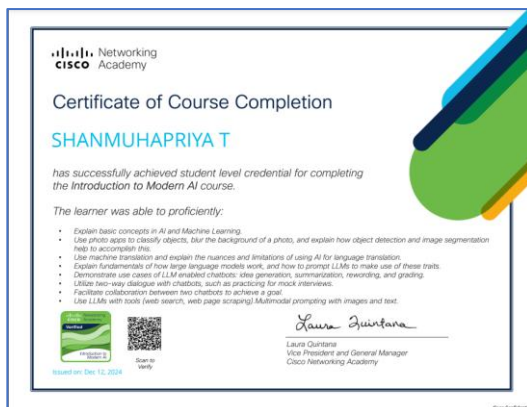 Networking
CISCO Academy
Certificate of Course Completion
SHANMUHAPRIYA T
has successfully achieved student level credential for completing
the Introduction to Modern AI course.
The learner was able to proficiently:
• Explain basic concepts in AI and Machine Learning.
• Use photo apps to classify objects, blur the background of a photo, and explain how object detection and image segmentation
help to accomplish this.
• Use machine translation and explain the nuances and limitations of using AI for language translation.
• Explain fundamentals of how large language models work, and how to prompt LLMs to make use of these traits.
• Demonstrate use cases of LLM enabled chatbots: idea generation, summarization, rewording, and grading.
• Utilize two-way dialogue with chatbots, such as practicing for mock interviews.
• Facilitate collaboration between two chatbots to achieve a goal.
• Use LLMs with tools (web search, web page scraping) Multimodal prompting with images and text.
Networking
Academy
Verified
Introduction to
Modern AI
Scan to
Verify
Issued on: Dec 12, 2024
Laura Quintana
Laura Quintana
Vice President and General Manager
Cisco Networking Academy